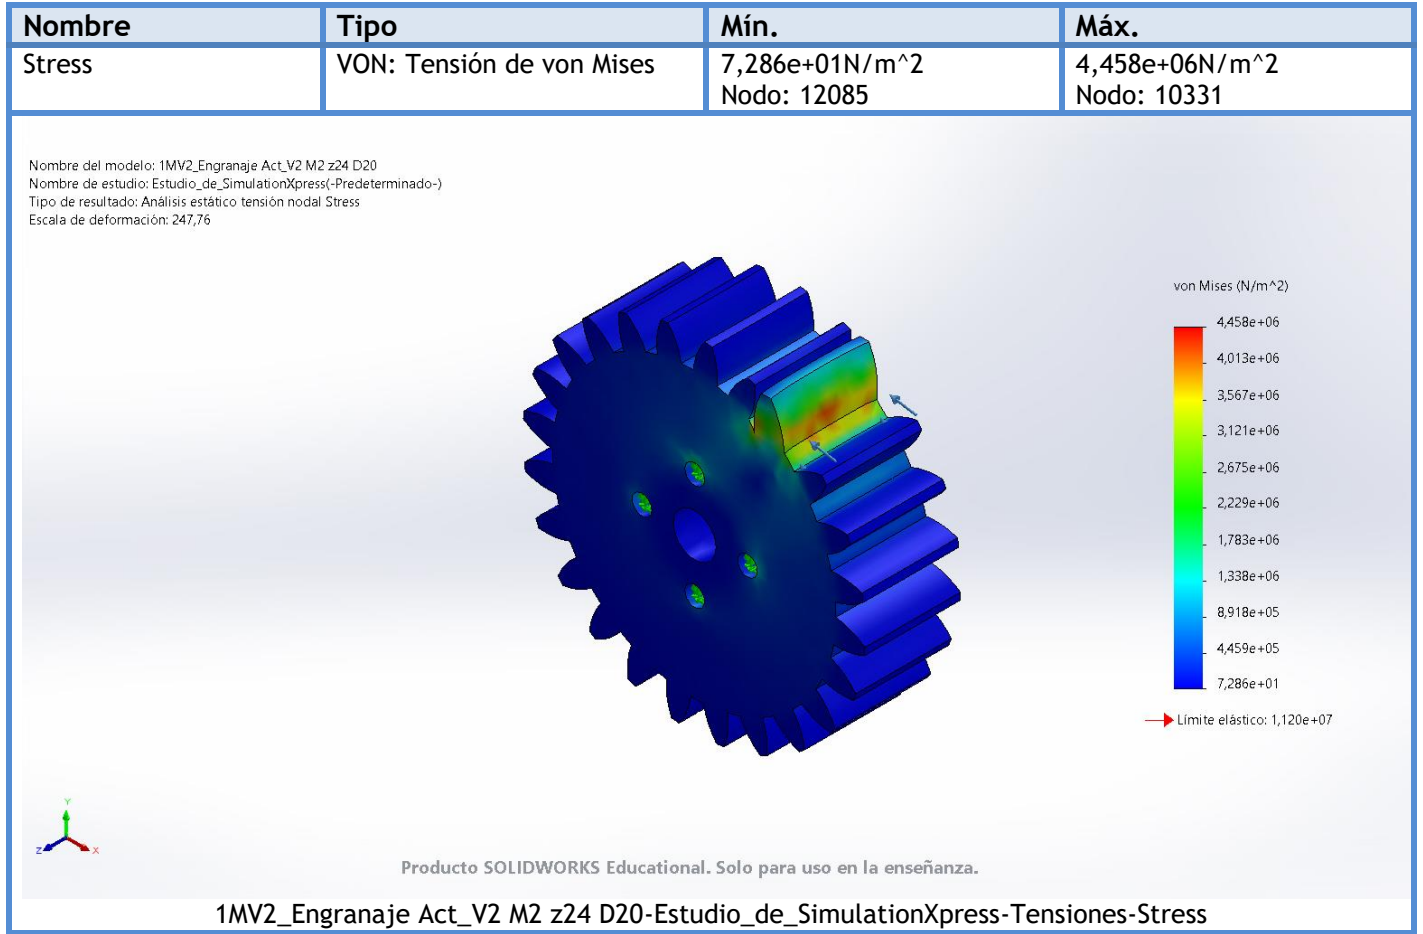 Nombre Tipo Mín. Máx.
Stress VON: Tensión de von Mises 7,286e+01N/m^2 4,458e+06N/m^2
Nodo: 12085 Nodo: 10331
Nombre del modelo: 1MV2_Engranaje Act_V2 M2 z24 D20
Nombre de estudio: Estudio_de_SimulationXpress(-Predeterminado-)
Tipo de resultado: Análisis estático tensión nodal Stress
Escala de deformación: 247,76
von Mises (N/m^2)
4,458e+06
4,013e+06
3,567e+06
3,121e+06
2,675e+06
2,229e+06
1,783e+06
1,338e+06
8,918e+05
4,459e+05
7,286e+01
Límite elástico: 1,120e+07
Y
Z
X
Producto SOLIDWORKS Educational. Solo para uso en la enseñanza.
1MV2_Engranaje Act_V2 M2 z24 D20-Estudio_de_SimulationXpress-Tensiones-Stress